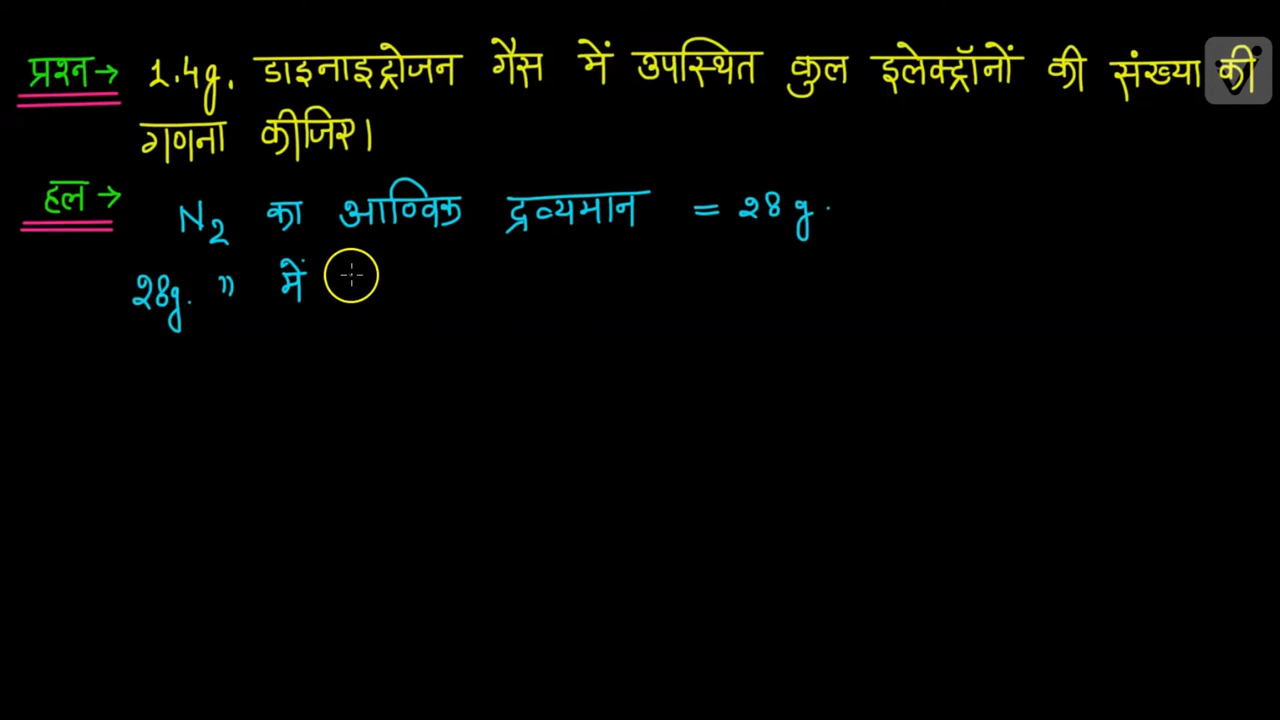 प्रश्न→ 1.4g. डाइनाइट्रोजन गैस में उपस्थित कुल इलेक्ट्रॉनों की संख्या की
गणना कीजिए।
हल→ N2 का आण्विक द्रव्यमान = 28 g.
28g. " में